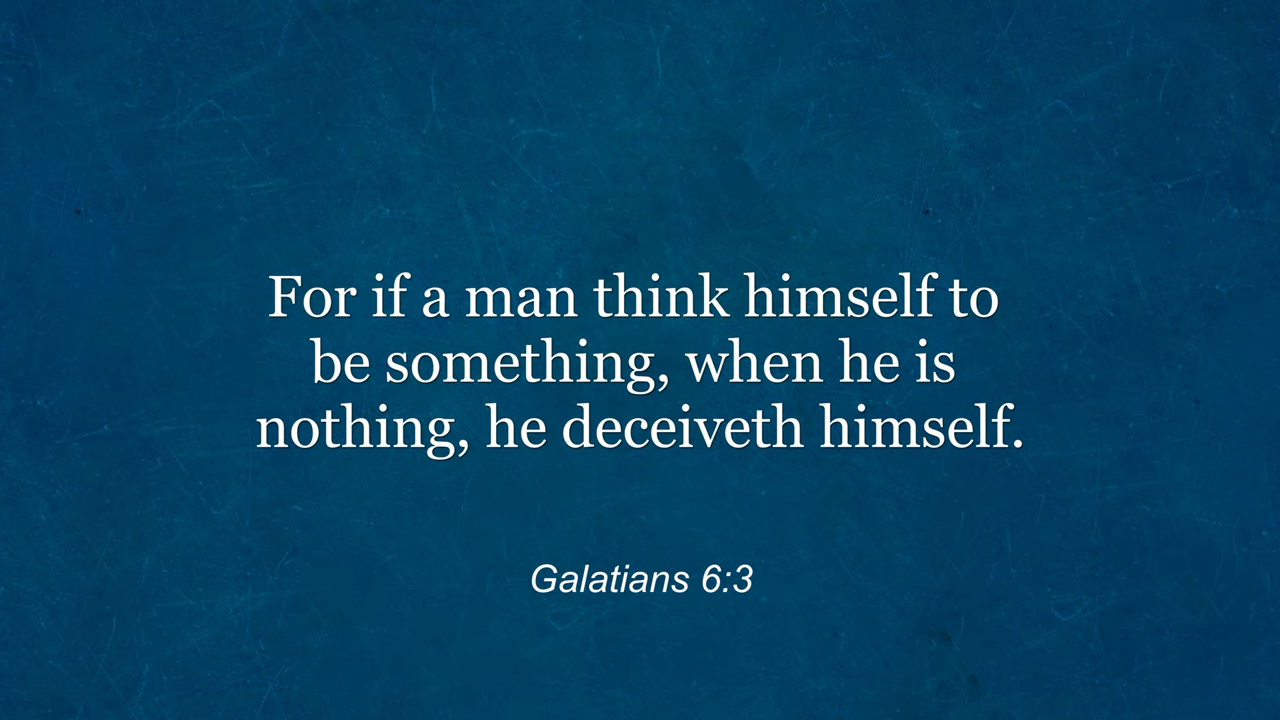 For if a man think himself to
be something, when he is
nothing, he deceiveth himself.
Galatians 6:3